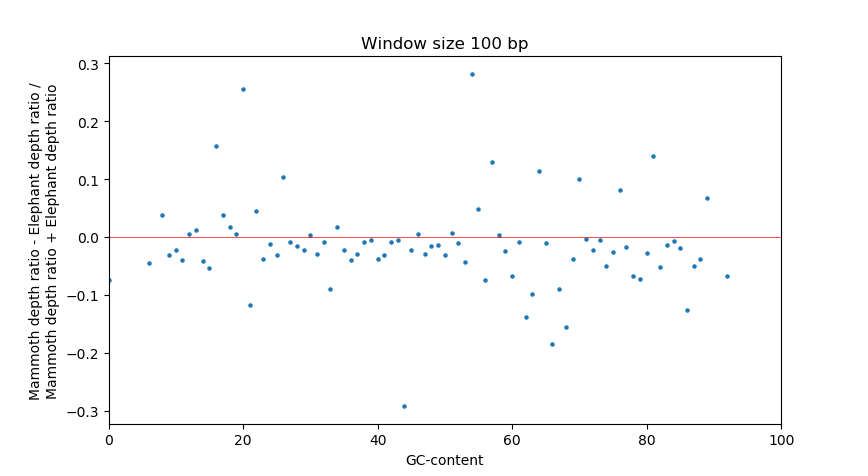 Window size 100 bp
Mammoth depth ratio - Elephant depth ratio /
Mammoth depth ratio + Elephant depth ratio
0.3
0.2
0.1
0.0
−0.1
−0.2
−0.3
0 20 40 60 80 100
GC-content